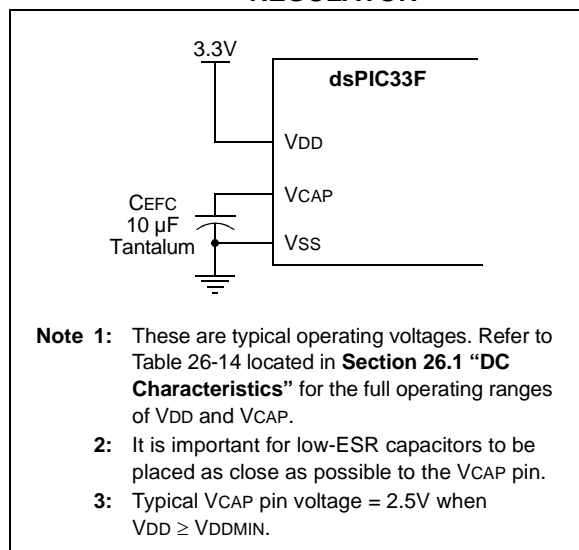 REGULATOR
3.3V
dsPIC33F
VDD
VCAP
CEFC
10 µF
Tantalum
VSS
Note 1: These are typical operating voltages. Refer to
Table 26-14 located in Section 26.1 “DC
Characteristics” for the full operating ranges
of VDD and VCAP.
2: It is important for low-ESR capacitors to be
placed as close as possible to the VCAP pin.
3: Typical VCAP pin voltage = 2.5V when
VDD ≥ VDDMIN.